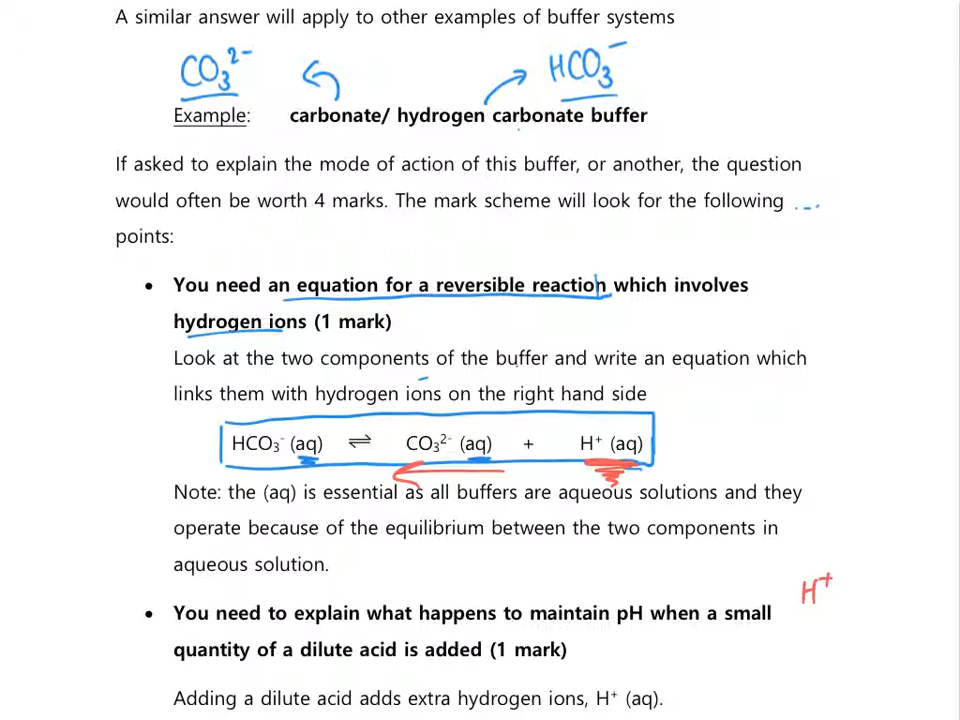 A similar answer will apply to other examples of buffer systems
CO₃²⁻ HCO₃⁻
Example: carbonate/ hydrogen carbonate buffer
If asked to explain the mode of action of this buffer, or another, the question
would often be worth 4 marks. The mark scheme will look for the following
points:
• You need an equation for a reversible reaction which involves
hydrogen ions (1 mark)
Look at the two components of the buffer and write an equation which
links them with hydrogen ions on the right hand side
HCO₃⁻ (aq) ⇌ CO₃²⁻ (aq) + H⁺ (aq)
Note: the (aq) is essential as all buffers are aqueous solutions and they
operate because of the equilibrium between the two components in
aqueous solution.
H⁺
• You need to explain what happens to maintain pH when a small
quantity of a dilute acid is added (1 mark)
Adding a dilute acid adds extra hydrogen ions, H⁺ (aq).